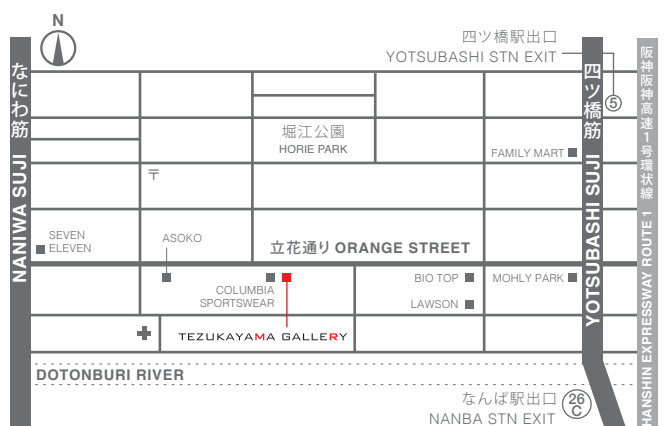 N
四ツ橋駅出口
YOTSUBASHI STN EXIT
5
なにわ筋 NANIWA SUJI
四ツ橋筋 YOTSUBASHI SUJI
阪神阪神高速1号環状線 HANSHIN EXPRESSWAY ROUTE 1
堀江公園
HORIE PARK
FAMILY MART
〒
SEVEN
ELEVEN
ASOKO
立花通り ORANGE STREET
COLUMBIA
SPORTSWEAR
BIO TOP
MOHLY PARK
LAWSON
TEZUKAYAMA GALLERY
DOTONBURI RIVER
なんば駅出口
NANBA STN EXIT
26
C